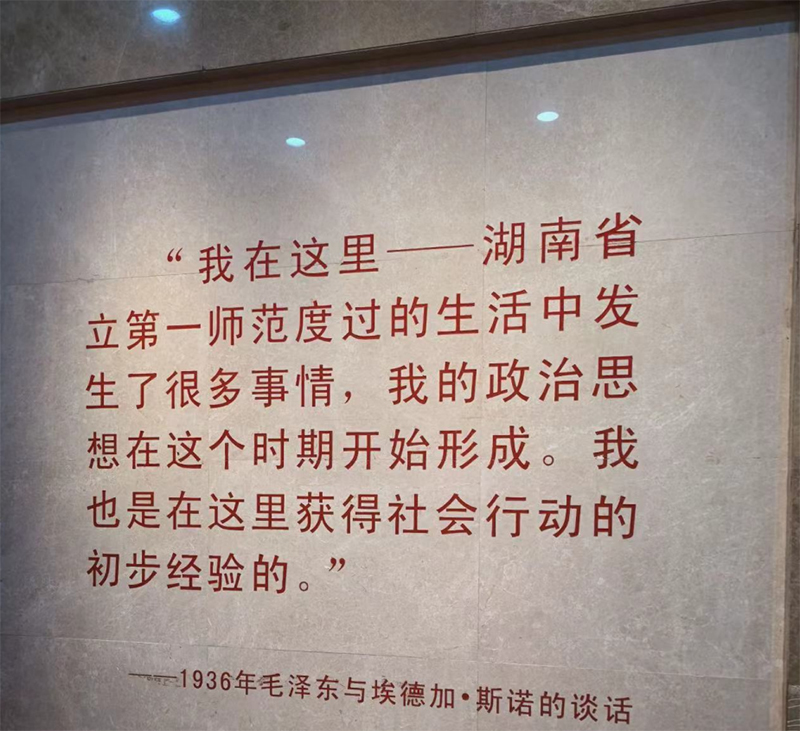 “我在这里——湖南省
立第一师范度过的生活中发
生了很多事情，我的政治思
想在这个时期开始形成。我
也是在这里获得社会行动的
初步经验的。”
——1936年毛泽东与埃德加·斯诺的谈话